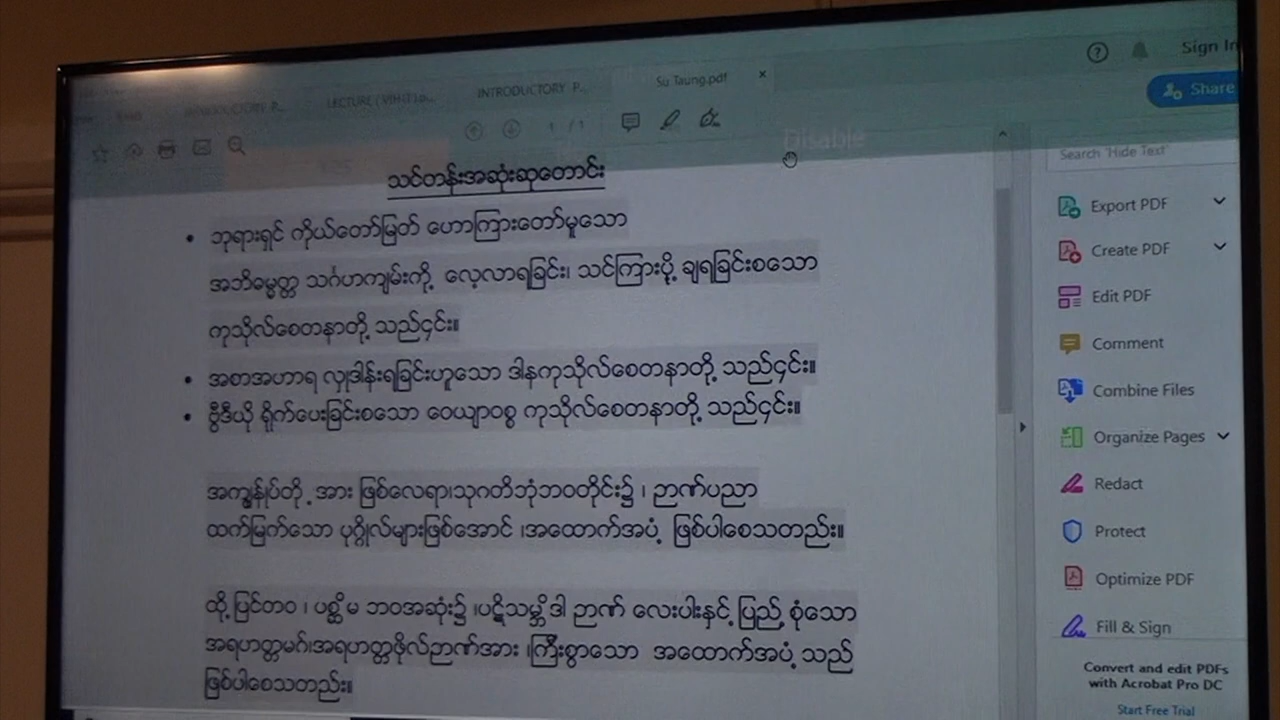 Sign In
INTRODUCTORY P...
LECTURE ( VITHI ) o...
INTRODUCTORY P...
Su Taung.pdf
×
Share
1 / 1
Disable
Search 'Hide Text'
သင်တန်းအဆုံးဆုတောင်း
• ဘုရားရှင် ကိုယ်တော်မြတ် ဟောကြားတော်မူသော
အဘိဓမ္မတ္ထ သင်္ဂဟကျမ်းကို့ လေ့လာရခြင်း၊ သင်ကြားပို့ ချရခြင်းစသော
ကုသိုလ်စေတနာတို့ သည်၄င်း။
• အစာအဟာရ လှုဒါန်းရခြင်းဟူသော ဒါနကုသိုလ်စေတနာတို့ သည်၄င်း။
• ဗွီဒီယို ရိုက်ပေးခြင်းစသော ဝေယျာဝစ္စ ကုသိုလ်စေတနာတို့ သည်၄င်း။
အကျွန်ုပ်တို့ အား ဖြစ်လေရာ၊သုဂတိဘုံဘဝတိုင်း၌ ၊ ဉာဏ်ပညာ
ထက်မြက်သော ပုဂ္ဂိုလ်များဖြစ်အောင် ၊အထောက်အပံ့ ဖြစ်ပါစေသတည်း။
ထို့ ပြင်တဝ ၊ ပစ္ဆိမ ဘဝအဆုံး၌ ၊ပဋိသမ္ဘိဒါ ဉာဏ် လေးပါးနှင့် ပြည့် စုံသော
အရဟတ္တမဂ်၊အရဟတ္တဖိုလ်ဉာဏ်အား ၊ကြီးစွာသော အထောက်အပံ့ သည်
ဖြစ်ပါစေသတည်း။
Export PDF
Create PDF
Edit PDF
Comment
Combine Files
Organize Pages
Redact
Protect
Optimize PDF
Fill & Sign
Convert and edit PDFs
with Acrobat Pro DC
Start Free Trial